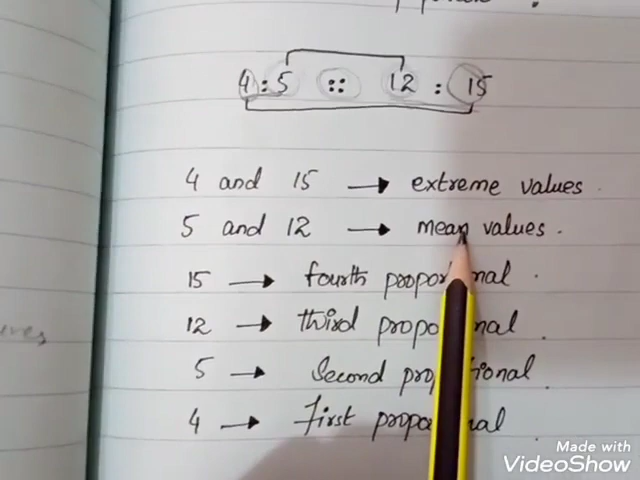 4 : 5 :: 12 : 15
4 and 15 → extreme values .
5 and 12 → mean values .
15 → fourth proportional .
12 → third proportional .
5 → Second proportional .
4 → first proportional .
Made with
VideoShow